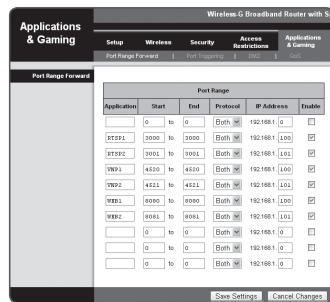 Wireless-G Broadband Router with S
Applications & Gaming
Setup Wireless Security Access Restrictions Applications & Gaming
Port Range Forward | Port Triggering | DMZ | QoS
Port Range Forward
Port Range
Application Start End Protocol IP Address Enable
0 to 0 Both 192.168.1. 0
RTSP1 3000 to 3000 Both 192.168.1. 100
RTSP2 3001 to 3001 Both 192.168.1. 101
VNP1 4520 to 4520 Both 192.168.1. 100
VNP2 4521 to 4521 Both 192.168.1. 101
WEB1 8080 to 8080 Both 192.168.1. 100
WEB2 8081 to 8081 Both 192.168.1. 101
0 to 0 Both 192.168.1. 0
0 to 0 Both 192.168.1. 0
0 to 0 Both 192.168.1. 0
Save Settings Cancel Changes